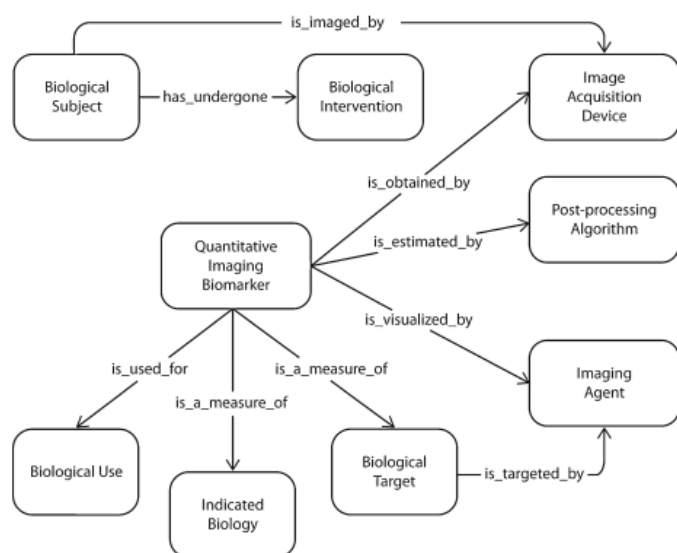 is_imaged_by
Biological
Subject
has_undergone
Biological
Intervention
Image
Acquisition
Device
is_obtained_by
Post-processing
Algorithm
is_estimated_by
Quantitative
Imaging
Biomarker
is_visualized_by
is_used_for
is_a_measure_of
is_a_measure_of
Imaging
Agent
Biological Use
Indicated
Biology
Biological
Target
is_targeted_by